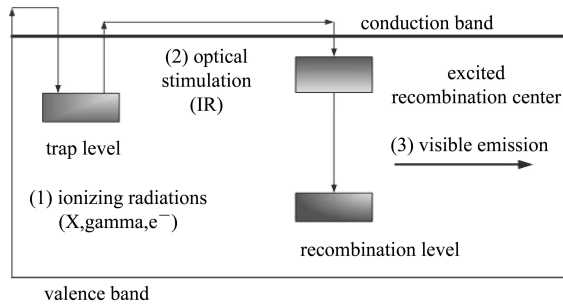 conduction band
(2) optical
stimulation
(IR)
excited
recombination center
trap level
(3) visible emission
(1) ionizing radiations
(X,gamma,e⁻)
recombination level
valence band